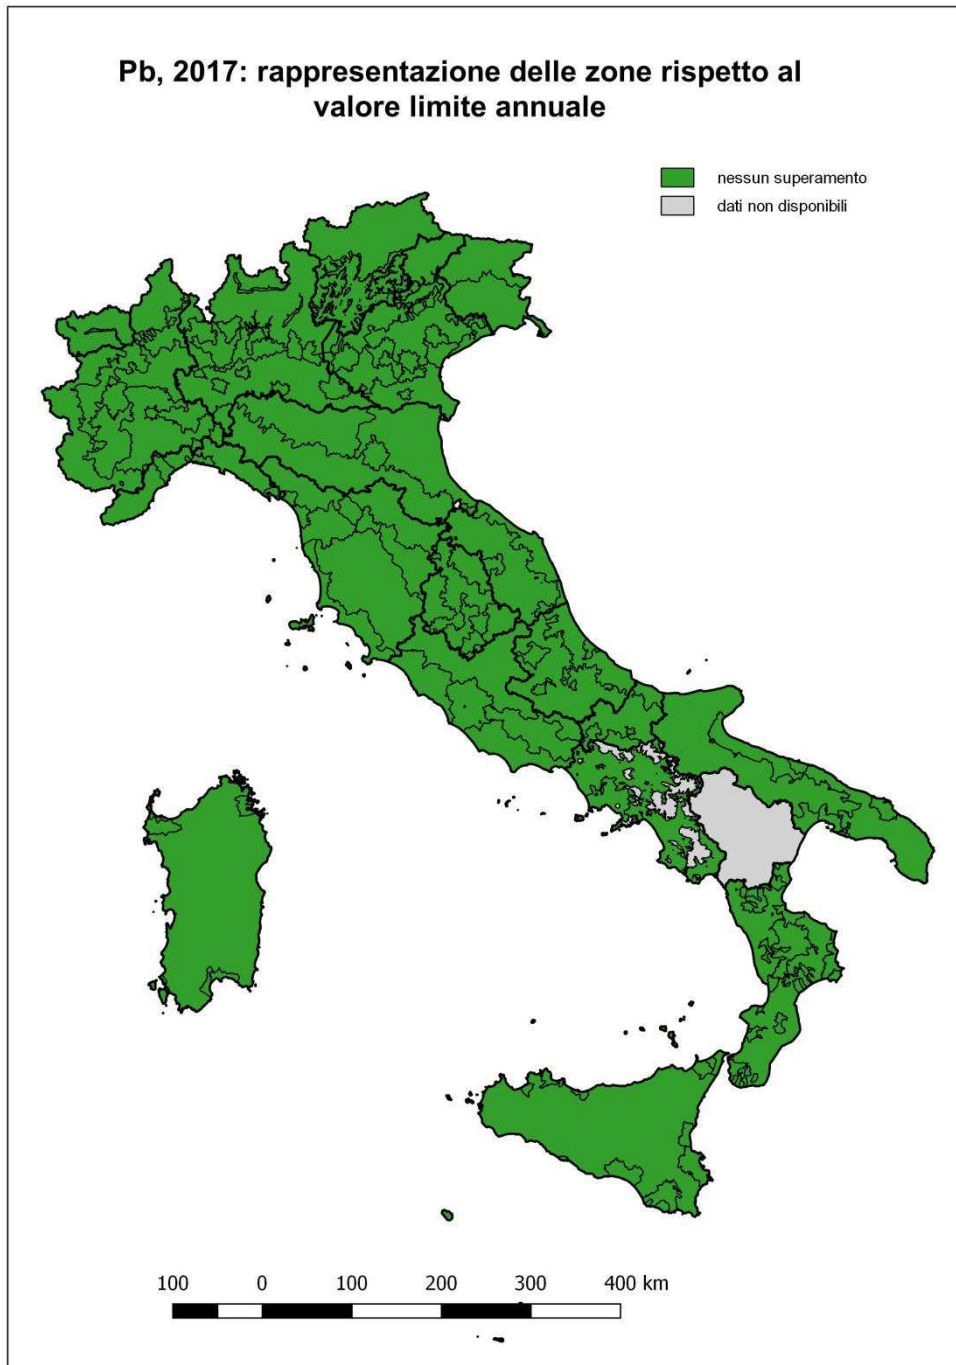 Pb, 2017: rappresentazione delle zone rispetto al
valore limite annuale
nessun superamento
dati non disponibili
100 0 100 200 300 400 km